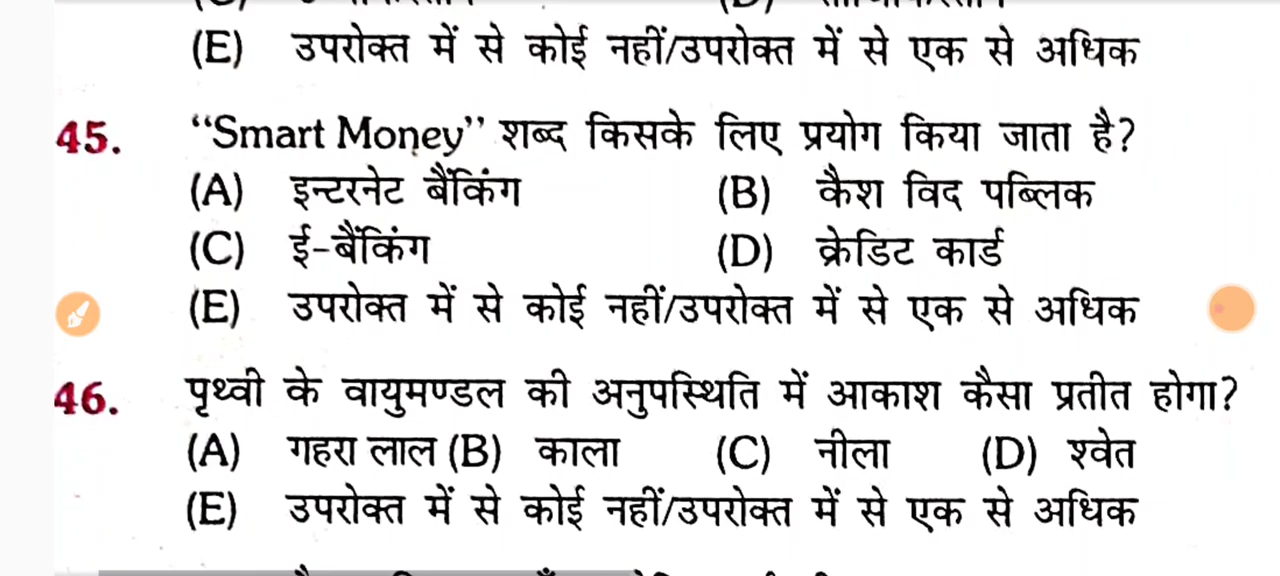 (E) उपरोक्त में से कोई नहीं/उपरोक्त में से एक से अधिक
45. “Smart Money” शब्द किसके लिए प्रयोग किया जाता है?
(A) इन्टरनेट बैंकिंग (B) कैश विद पब्लिक
(C) ई-बैंकिंग (D) क्रेडिट कार्ड
(E) उपरोक्त में से कोई नहीं/उपरोक्त में से एक से अधिक
46. पृथ्वी के वायुमण्डल की अनुपस्थिति में आकाश कैसा प्रतीत होगा?
(A) गहरा लाल (B) काला (C) नीला (D) श्वेत
(E) उपरोक्त में से कोई नहीं/उपरोक्त में से एक से अधिक